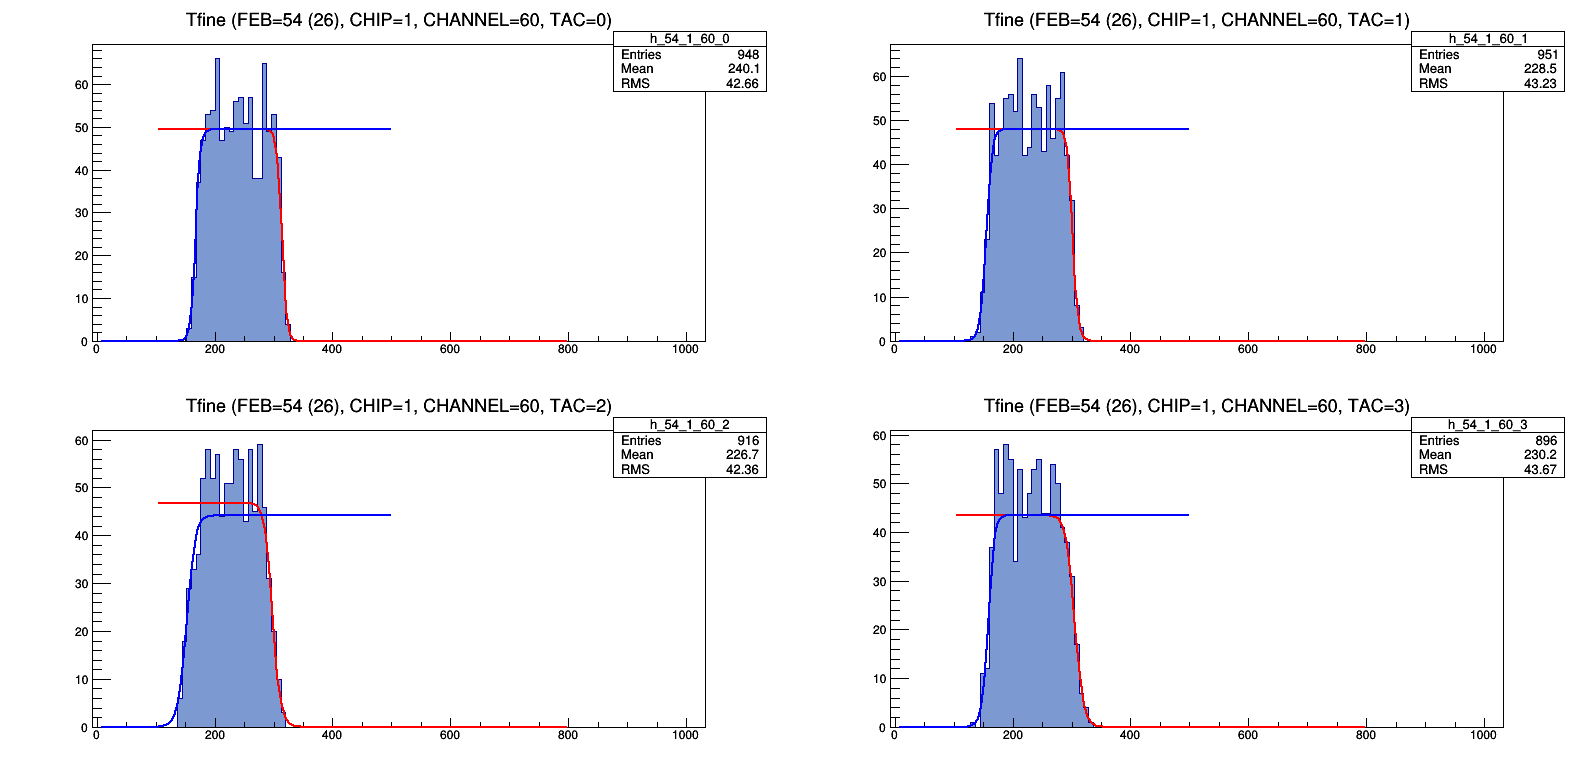 Tfine (FEB=54 (26), CHIP=1, CHANNEL=60, TAC=0)
h_54_1_60_0
Entries 948
Mean 240.1
RMS 42.66
60
50
40
30
20
10
0
0 200 400 600 800 1000
Tfine (FEB=54 (26), CHIP=1, CHANNEL=60, TAC=1)
h_54_1_60_1
Entries 951
Mean 228.5
RMS 43.23
60
50
40
30
20
10
0
0 200 400 600 800 1000
Tfine (FEB=54 (26), CHIP=1, CHANNEL=60, TAC=2)
h_54_1_60_2
Entries 916
Mean 226.7
RMS 42.36
60
50
40
30
20
10
0
0 200 400 600 800 1000
Tfine (FEB=54 (26), CHIP=1, CHANNEL=60, TAC=3)
h_54_1_60_3
Entries 896
Mean 230.2
RMS 43.67
60
50
40
30
20
10
0
0 200 400 600 800 1000